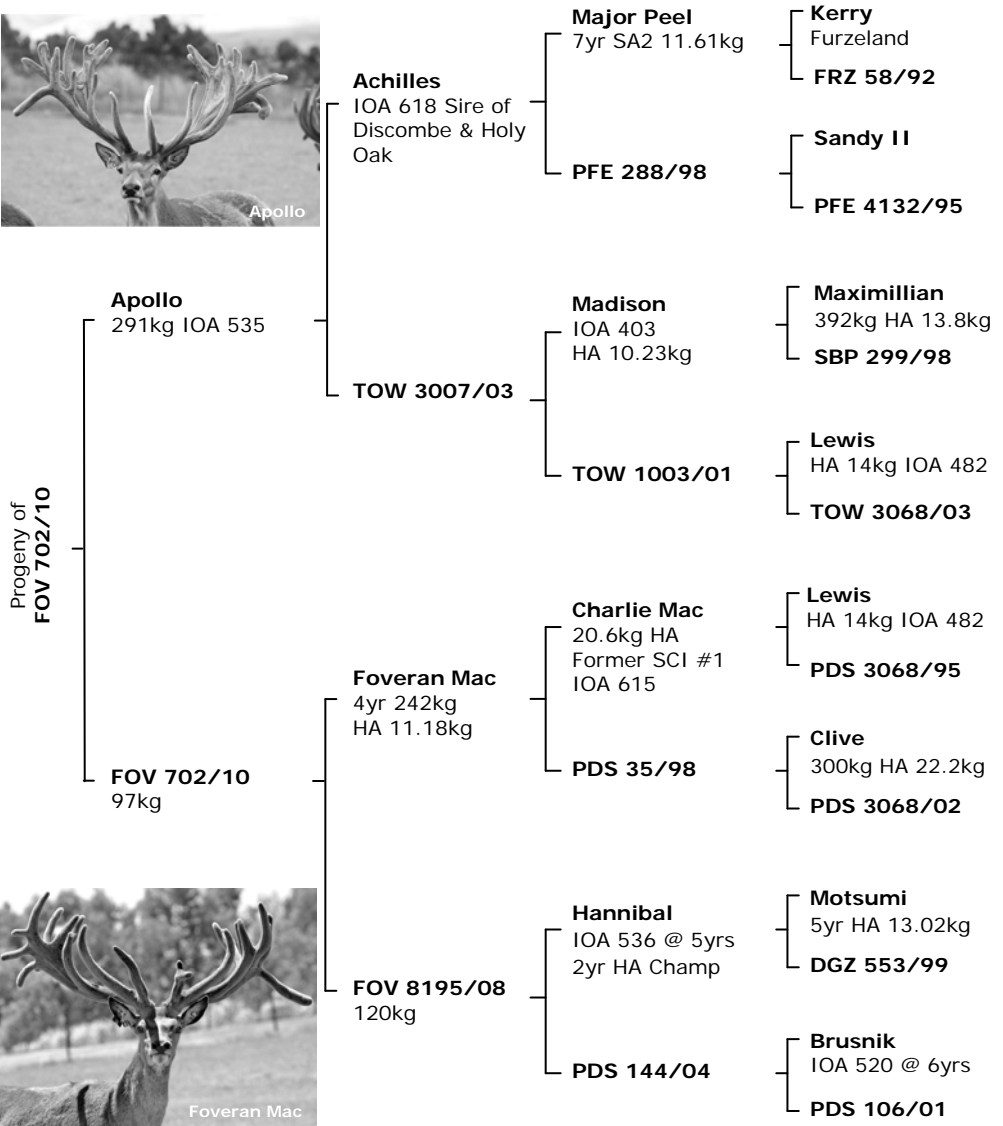 Progeny of
FOV 702/10
Apollo
Apollo
291kg IOA 535
FOV 702/10
97kg
Foveran Mac
Achilles
IOA 618 Sire of
Discombe & Holy
Oak
TOW 3007/03
Foveran Mac
4yr 242kg
HA 11.18kg
FOV 8195/08
120kg
Major Peel
7yr SA2 11.61kg
PFE 288/98
Madison
IOA 403
HA 10.23kg
TOW 1003/01
Charlie Mac
20.6kg HA
Former SCI #1
IOA 615
PDS 35/98
Hannibal
IOA 536 @ 5yrs
2yr HA Champ
PDS 144/04
Kerry
Furzeland
FRZ 58/92
Sandy II
PFE 4132/95
Maximillian
392kg HA 13.8kg
SBP 299/98
Lewis
HA 14kg IOA 482
TOW 3068/03
Lewis
HA 14kg IOA 482
PDS 3068/95
Clive
300kg HA 22.2kg
PDS 3068/02
Motsumi
5yr HA 13.02kg
DGZ 553/99
Brusnik
IOA 520 @ 6yrs
PDS 106/01